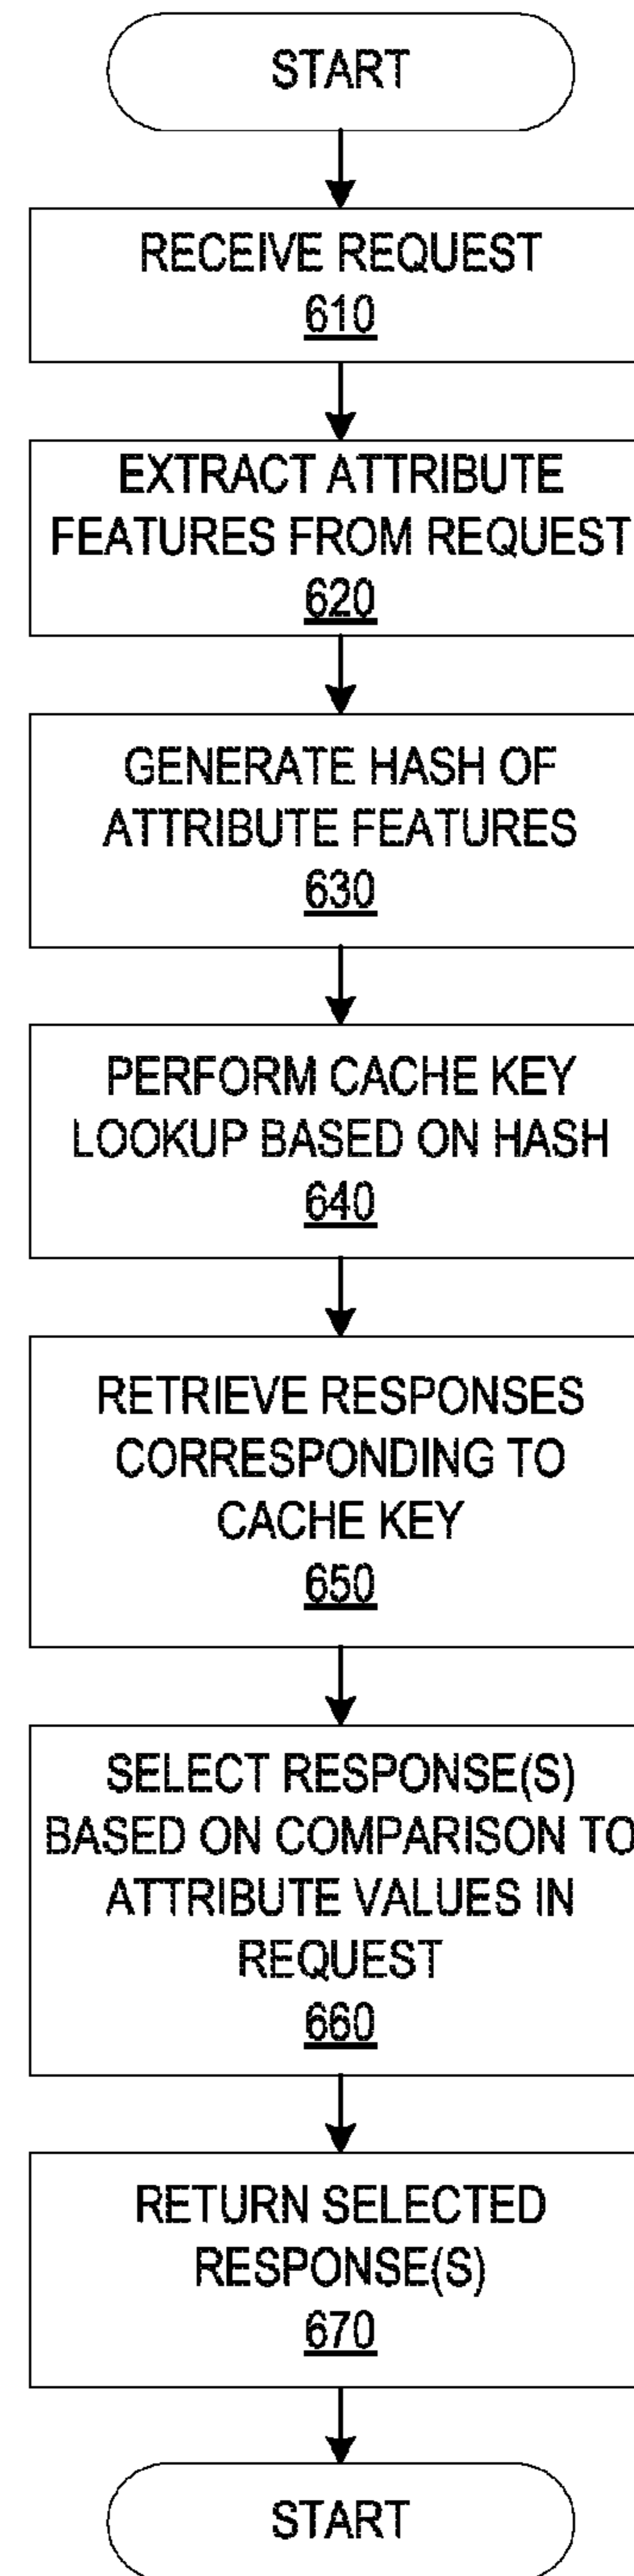 START
RECEIVE REQUEST
610
EXTRACT ATTRIBUTE
FEATURES FROM REQUEST
620
GENERATE HASH OF
ATTRIBUTE FEATURES
630
PERFORM CACHE KEY
LOOKUP BASED ON HASH
640
RETRIEVE RESPONSES
CORRESPONDING TO
CACHE KEY
650
SELECT RESPONSE(S)
BASED ON COMPARISON TO
ATTRIBUTE VALUES IN
REQUEST
660
RETURN SELECTED
RESPONSE(S)
670
START